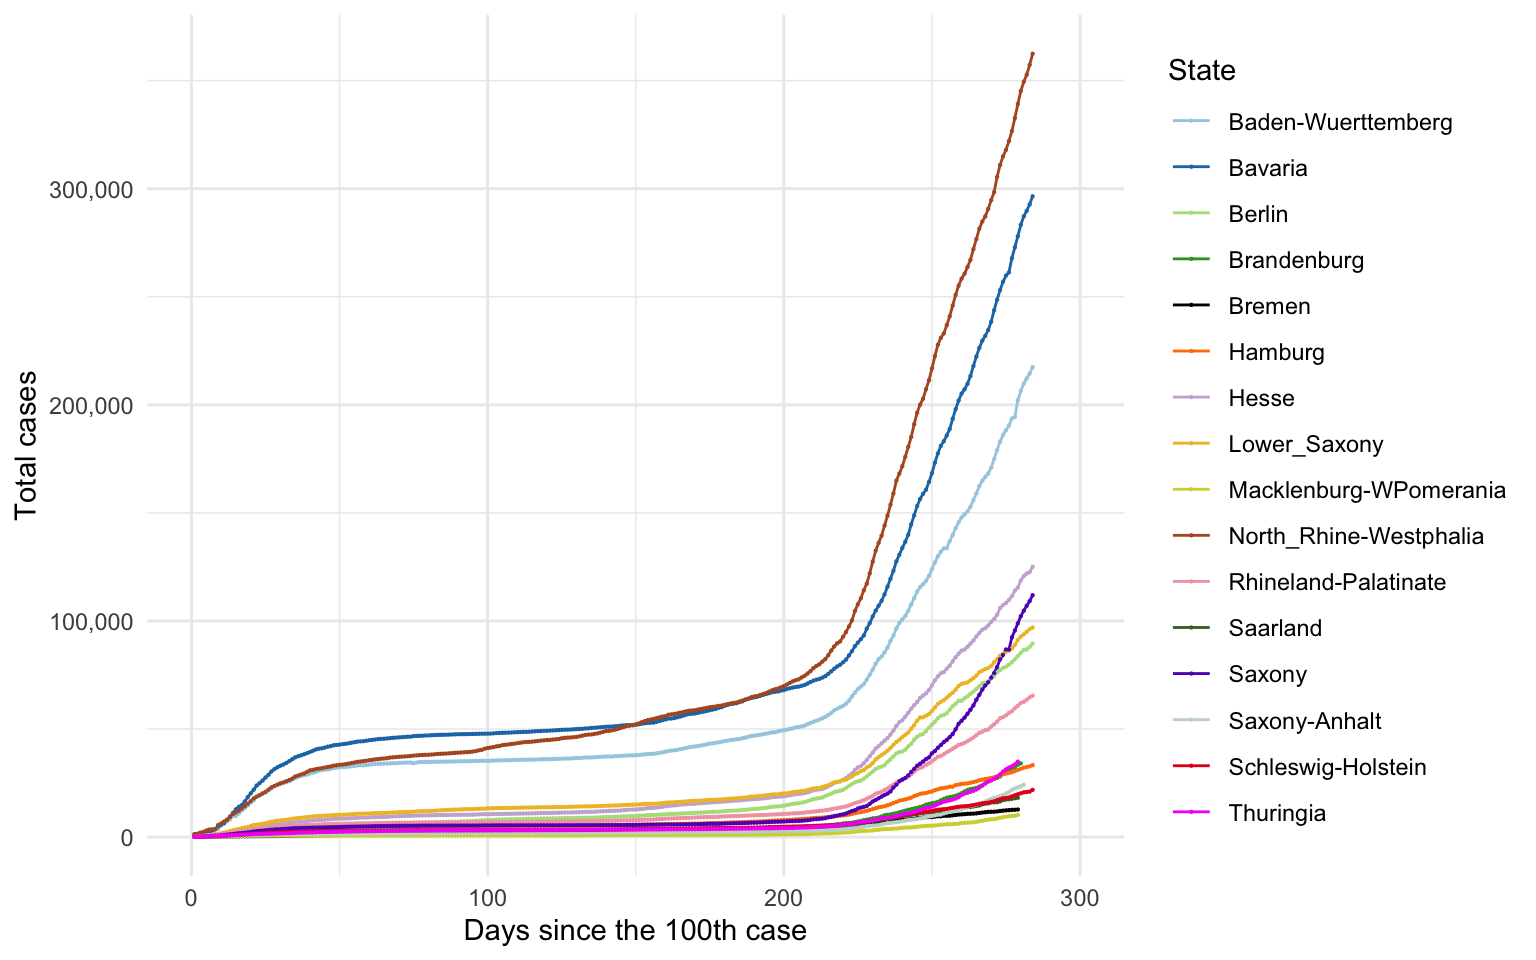 State
Baden-Wuerttemberg
Bavaria
Berlin
Brandenburg
Bremen
Hamburg
Hesse
Lower_Saxony
Macklenburg-WPomerania
North_Rhine-Westphalia
Rhineland-Palatinate
Saarland
Saxony
Saxony-Anhalt
Schleswig-Holstein
Thuringia
Total cases
300,000
200,000
100,000
0
0 100 200 300
Days since the 100th case